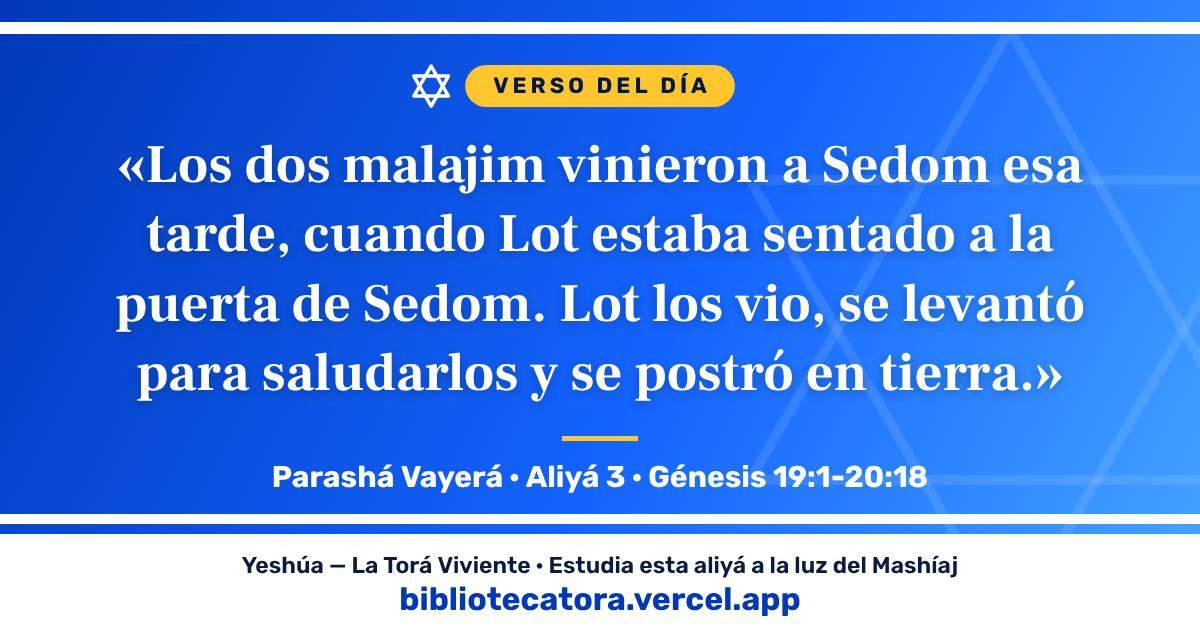 VERSO DEL DÍA
«Los dos malajim vinieron a Sedom esa
tarde, cuando Lot estaba sentado a la
puerta de Sedom. Lot los vio, se levantó
para saludarlos y se postró en tierra.»
Parashá Vayerá • Aliyá 3 • Génesis 19:1-20:18
Yeshúa — La Torá Viviente • Estudia esta aliyá a la luz del Mashíaj
bibliotecatora.vercel.app